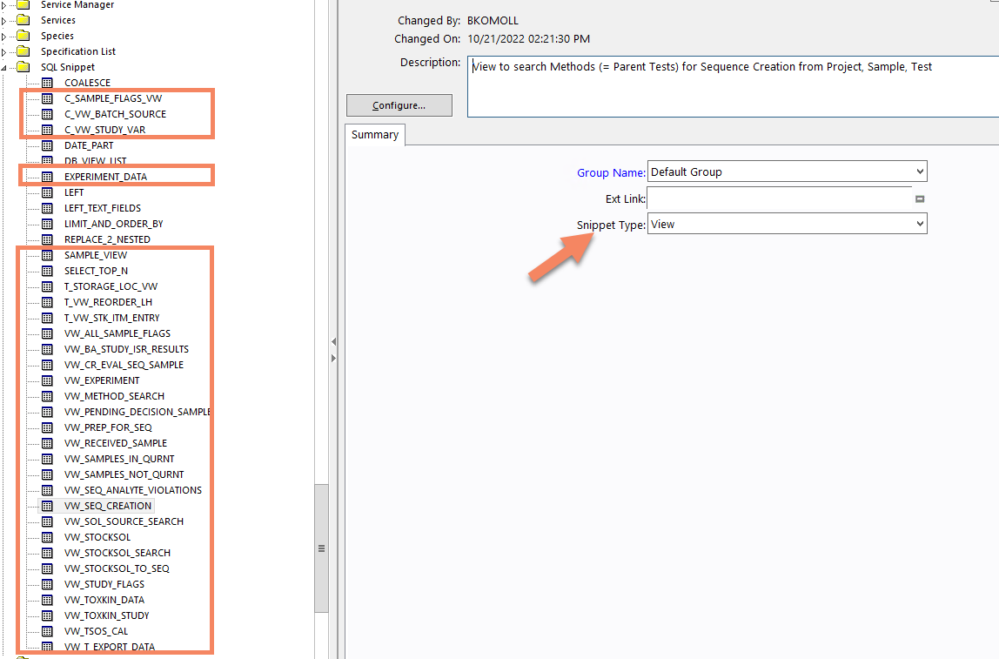 Service Manager
Services
Species
Specification List
SQL Snippet
COALESCE
C_SAMPLE_FLAGS_VW
C_VW_BATCH_SOURCE
C_VW_STUDY_VAR
DATE_PART
DB_VIEW_LIST
EXPERIMENT_DATA
LEFT
LEFT_TEXT_FIELDS
LIMIT_AND_ORDER_BY
REPLACE_2_NESTED
SAMPLE_VIEW
SELECT_TOP_N
T_STORAGE_LOC_VW
T_VW_REORDER_LH
T_VW_STK_ITM_ENTRY
VW_ALL_SAMPLE_FLAGS
VW_BA_STUDY_ISR_RESULTS
VW_CR_EVAL_SEQ_SAMPLE
VW_EXPERIMENT
VW_METHOD_SEARCH
VW_PENDING_DECISION_SAMPLE
VW_PREP_FOR_SEQ
VW_RECEIVED_SAMPLE
VW_SAMPLES_IN_QURNT
VW_SAMPLES_NOT_QURNT
VW_SEQ_ANALYTE_VIOLATIONS
VW_SEQ_CREATION
VW_SOL_SOURCE_SEARCH
VW_STOCKSOL
VW_STOCKSOL_SEARCH
VW_STOCKSOL_TO_SEQ
VW_STUDY_FLAGS
VW_TOXKIN_DATA
VW_TOXKIN_STUDY
VW_TSOS_CAL
VW_T_EXPORT_DATA
Changed By: BKOMOLL
Changed On: 10/21/2022 02:21:30 PM
Description: View to search Methods (= Parent Tests) for Sequence Creation from Project, Sample, Test
Configure...
Summary
Group Name: Default Group
Ext Link:
Snippet Type: View